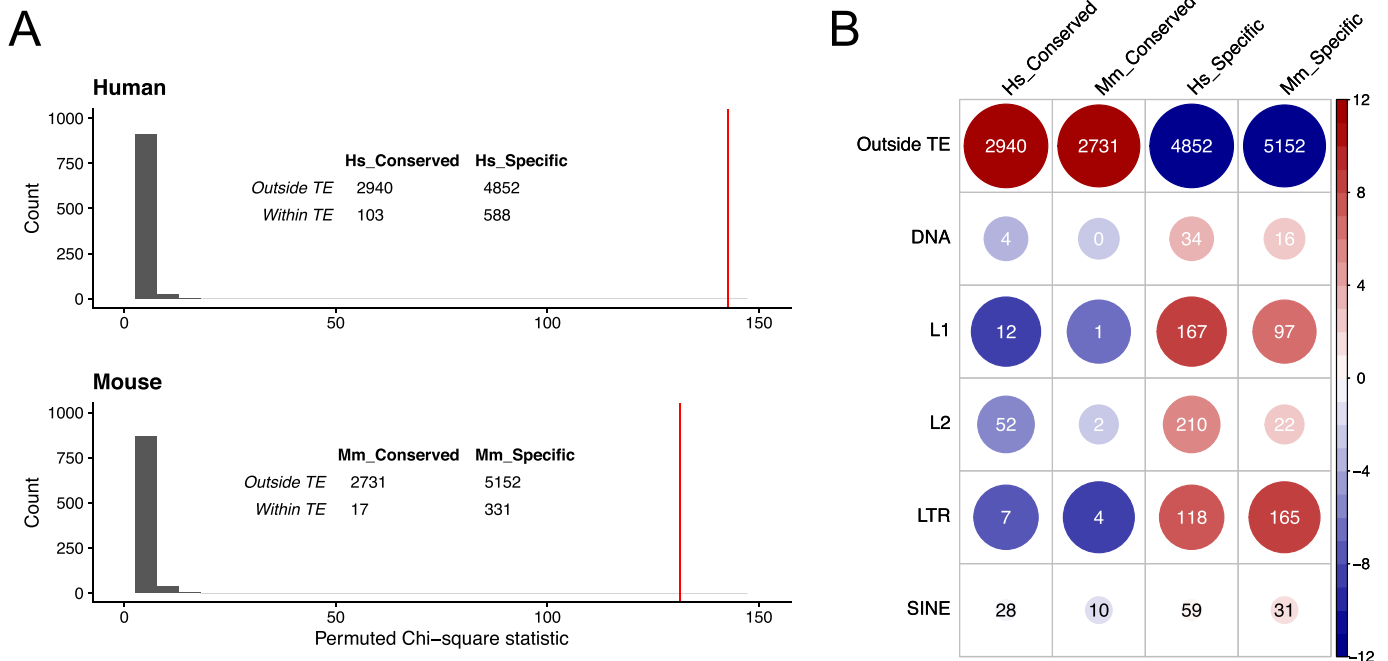 A
Human
Count
1000
750
500
250
0
Hs_Conserved Hs_Specific
Outside TE 2940 4852
Within TE 103 588
0 50 100 150
Mouse
Count
1000
750
500
250
0
Mm_Conserved Mm_Specific
Outside TE 2731 5152
Within TE 17 331
0 50 100 150
Permuted Chi−square statistic
B
Hs_Conserved Mm_Conserved Hs_Specific Mm_Specific
Outside TE 2940 2731 4852 5152
DNA 4 0 34 16
L1 12 1 167 97
L2 52 2 210 22
LTR 7 4 118 165
SINE 28 10 59 31
12
8
4
0
−4
−8
−12